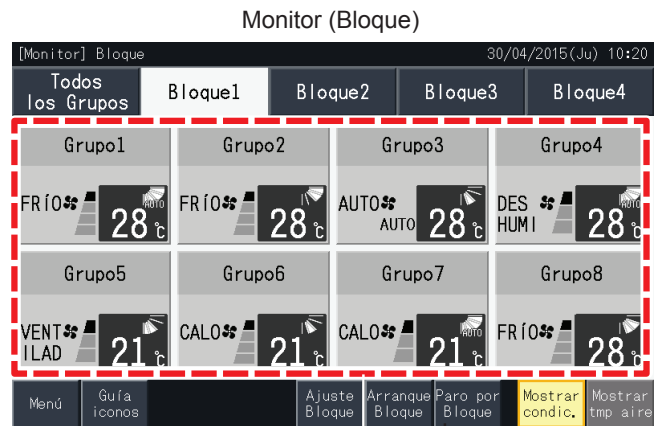 Monitor (Bloque)
[Monitor] Bloque 30/04/2015(Ju) 10:20
Todos
los Grupos
Bloque1 Bloque2 Bloque3 Bloque4
Grupo1 Grupo2 Grupo3 Grupo4
FRÍO AUTO 28 °C
FRÍO 28 °C
AUTO AUTO 28 °C
DES
HUMI AUTO 28 °C
Grupo5 Grupo6 Grupo7 Grupo8
VENT
ILAD 21 °C
CALO 21 °C
CALO AUTO 21 °C
FRÍO AUTO 28 °C
Menú
Guía
iconos
Ajuste
Bloque
Arranque
Bloque
Paro por
Bloque
Mostrar
condic.
Mostrar
tmp aire